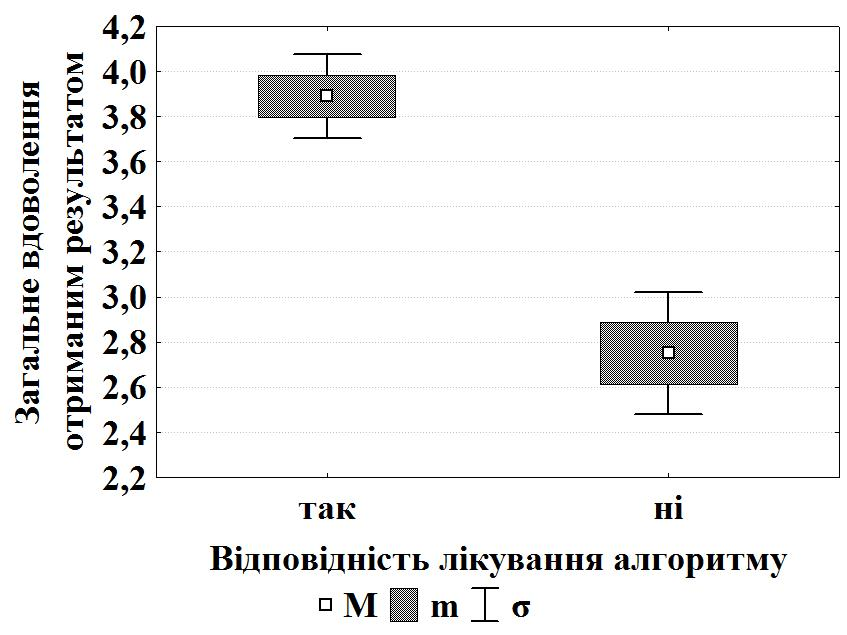 Загальне вдоволення
отриманим результатом
4,2
4,0
3,8
3,6
3,4
3,2
3,0
2,8
2,6
2,4
2,2
так
ні
Відповідність лікування алгоритму
М m σ